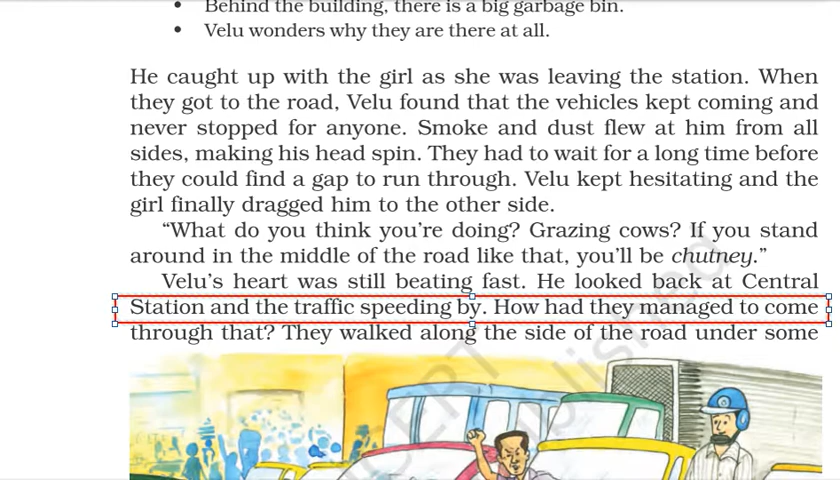 • Behind the building, there is a big garbage bin.
• Velu wonders why they are there at all.
He caught up with the girl as she was leaving the station. When
they got to the road, Velu found that the vehicles kept coming and
never stopped for anyone. Smoke and dust flew at him from all
sides, making his head spin. They had to wait for a long time before
they could find a gap to run through. Velu kept hesitating and the
girl finally dragged him to the other side.
“What do you think you’re doing? Grazing cows? If you stand
around in the middle of the road like that, you’ll be chutney.”
Velu’s heart was still beating fast. He looked back at Central
Station and the traffic speeding by. How had they managed to come
through that? They walked along the side of the road under some